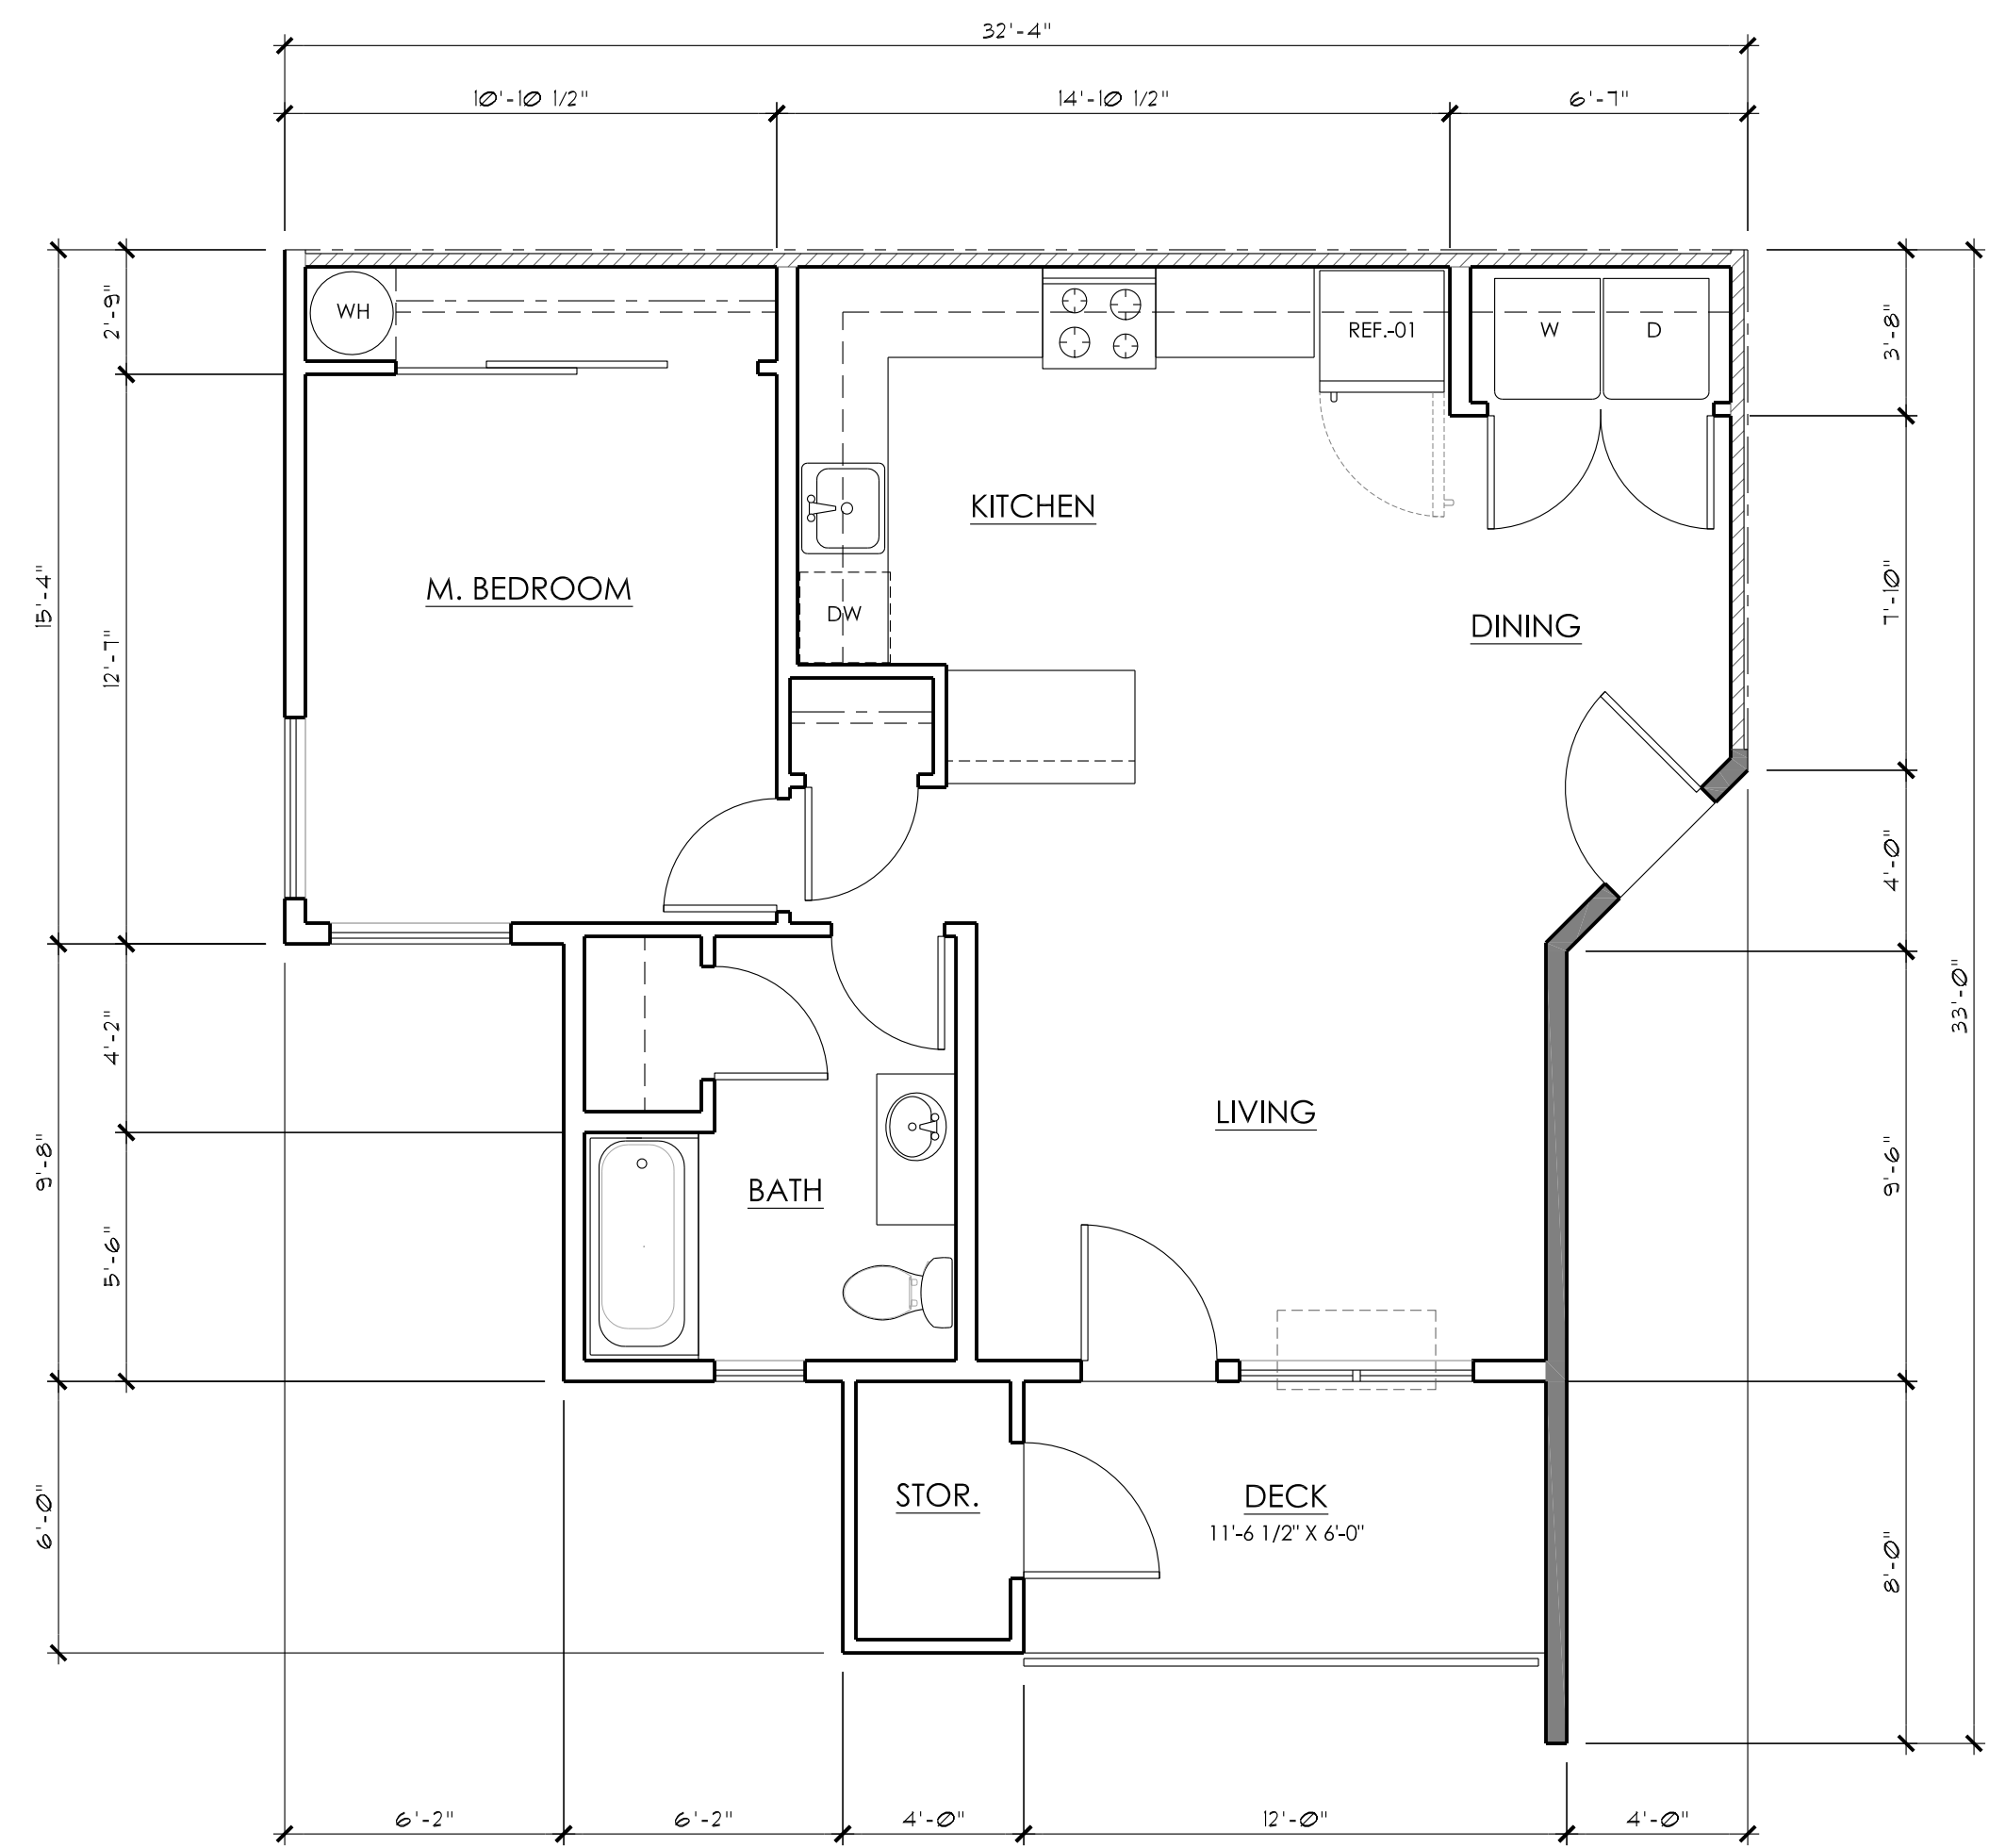 32'-4"
10'-10 1/2"
14'-10 1/2"
6'-7"
2'-9"
WH
REF.-01
W
D
3'-8"
KITCHEN
15'-4"
12'-7"
M. BEDROOM
DW
DINING
7'-10"
4'-0"
33'-0"
4'-2"
LIVING
9'-8"
BATH
9'-6"
5'-6"
6'-0"
STOR.
DECK
11'-6 1/2" X 6'-0"
8'-0"
6'-2"
6'-2"
4'-0"
12'-0"
4'-0"